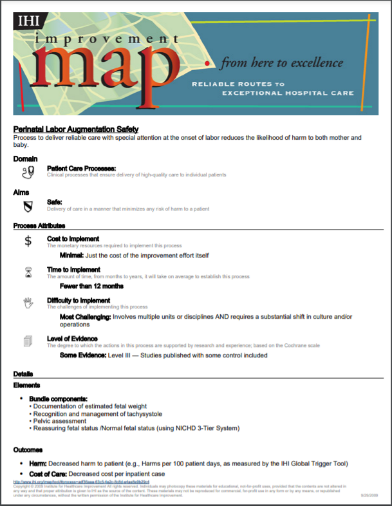 IHI
improvement
map
from here to excellence
RELIABLE ROUTES TO
EXCEPTIONAL HOSPITAL CARE
Perinatal Labor Augmentation Safety
Process to deliver reliable care with special attention at the onset of labor reduces the likelihood of harm to both mother and
baby.
Domain
Patient Care Processes:
Clinical processes that ensure delivery of high-quality care to individual patients
Aims
Safe:
Delivery of care in a manner that minimizes any risk of harm to a patient
Process Attributes
$
Cost to Implement
The monetary resources required to implement this process
Minimal: Just the cost of the improvement effort itself
Time to Implement
The amount of time, from months to years, it will take on average to establish this process
Fewer than 12 months
Difficulty to Implement
The challenges of implementing this process
Most Challenging: Involves multiple units or disciplines AND requires a substantial shift in culture and/or
operations
Level of Evidence
The degree to which the actions in this process are supported by research and experience, based on the Cochrane scale
Some Evidence: Level III — Studies published with some control included
Details
Elements
• Bundle components:
• Documentation of estimated fetal weight
• Recognition and management of tachysystole
• Pelvic assessment
• Reassuring fetal status /Normal fetal status (using NICHD 3-Tier System)
Outcomes
• Harm: Decreased harm to patient (e.g., Harms per 100 patient days, as measured by the IHI Global Trigger Tool)
• Cost of Care: Decreased cost per inpatient